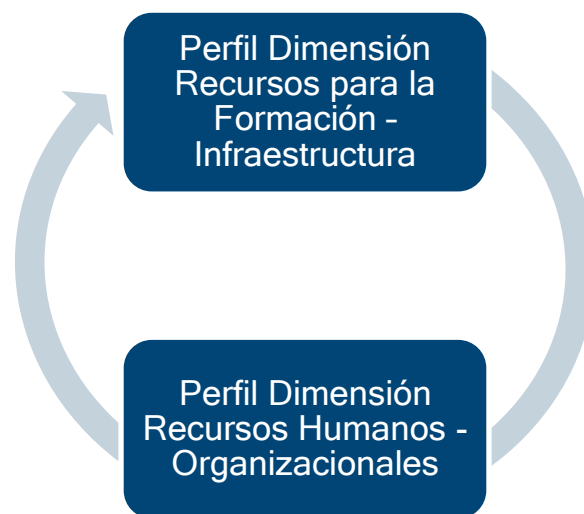 Perfil Dimensión
Recursos para la
Formación –
Infraestructura
Perfil Dimensión
Recursos Humanos -
Organizacionales